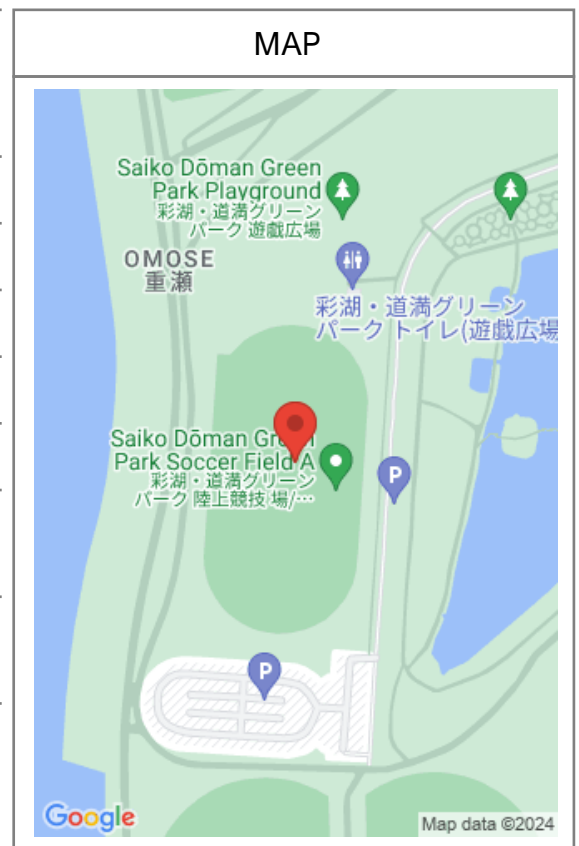 MAP
Saiko Dōman Green
Park Playground
彩湖・道満グリーン
パーク 遊戯広場
OMOSE
重瀬
彩湖・道満グリーン
パーク トイレ(遊戯広場
Saiko Dōman Green
Park Soccer Field A
彩湖・道満グリーン
パーク 陸上競技 場/…
P
P
Google
Map data ©2024